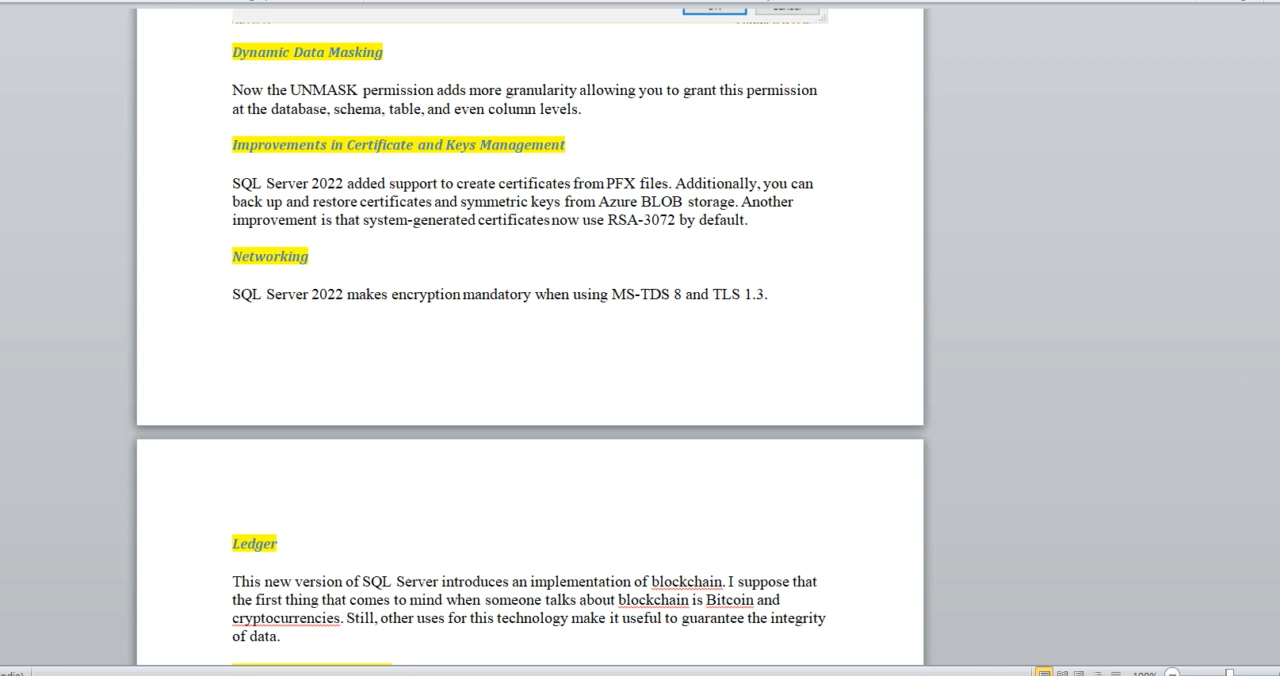 Dynamic Data Masking
Now the UNMASK permission adds more granularity allowing you to grant this permission
at the database, schema, table, and even column levels.
Improvements in Certificate and Keys Management
SQL Server 2022 added support to create certificates from PFX files. Additionally, you can
back up and restore certificates and symmetric keys from Azure BLOB storage. Another
improvement is that system-generated certificates now use RSA-3072 by default.
Networking
SQL Server 2022 makes encryption mandatory when using MS-TDS 8 and TLS 1.3.
Ledger
This new version of SQL Server introduces an implementation of blockchain. I suppose that
the first thing that comes to mind when someone talks about blockchain is Bitcoin and
cryptocurrencies. Still, other uses for this technology make it useful to guarantee the integrity
of data.